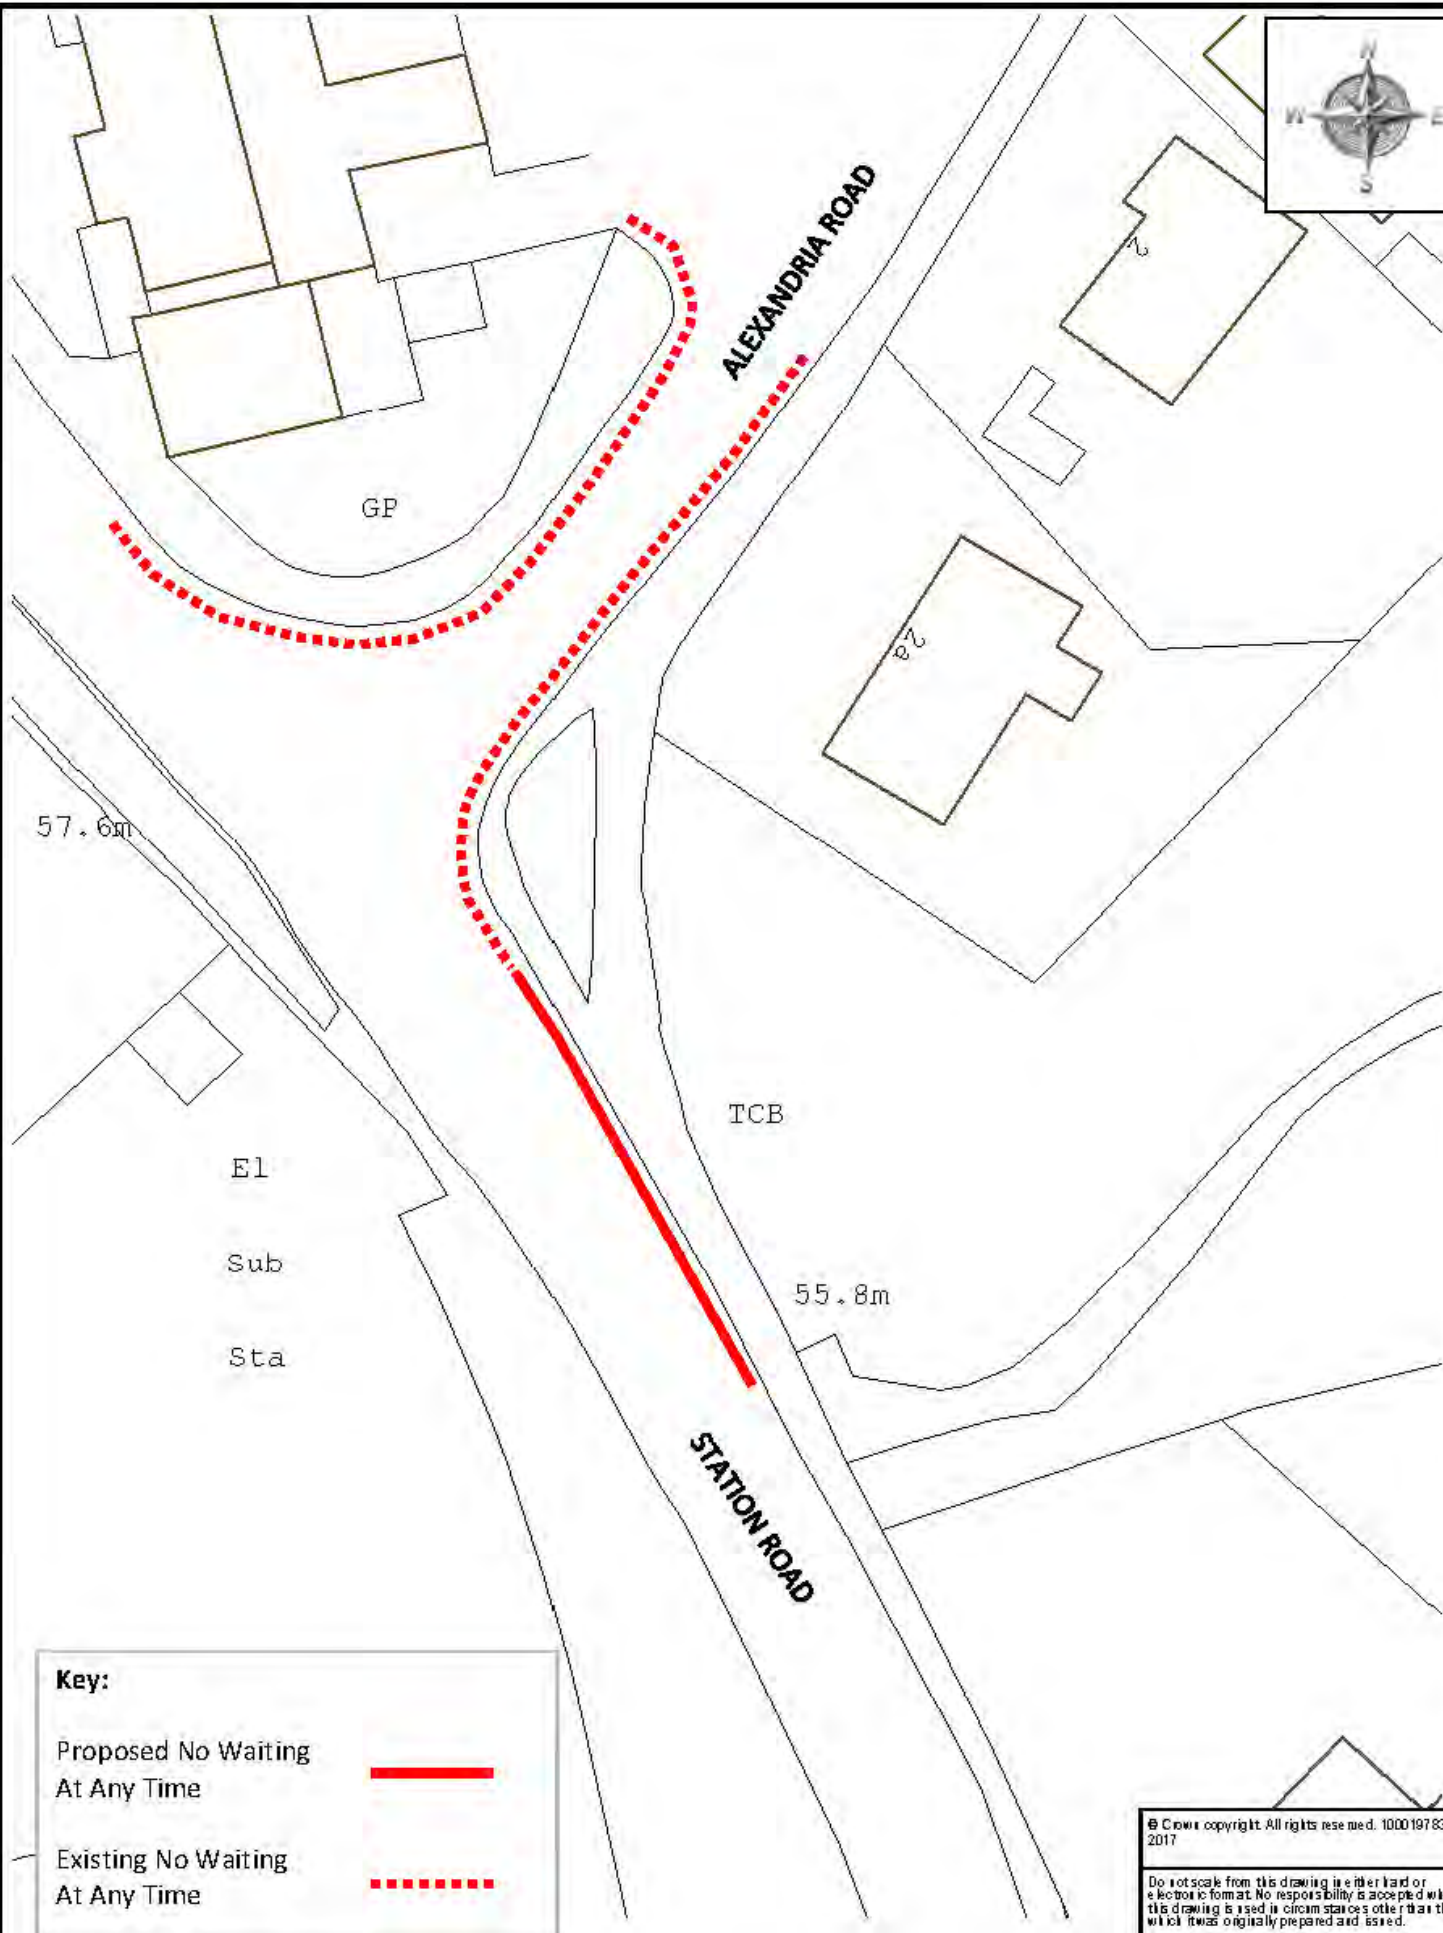 N
W
E
S
ALEXANDRIA ROAD
2
GP
2a
57.6m
TCB
El
Sub
Sta
55.8m
STATION ROAD
Key:
Proposed No Waiting
At Any Time
Existing No Waiting
At Any Time
© Crown copyright. All rights reserved. 100019783
2017
Do not scale from this drawing in either hard or
electronic format. No responsibility is accepted
this drawing is used in circumstances other than
which it was originally prepared and issued.